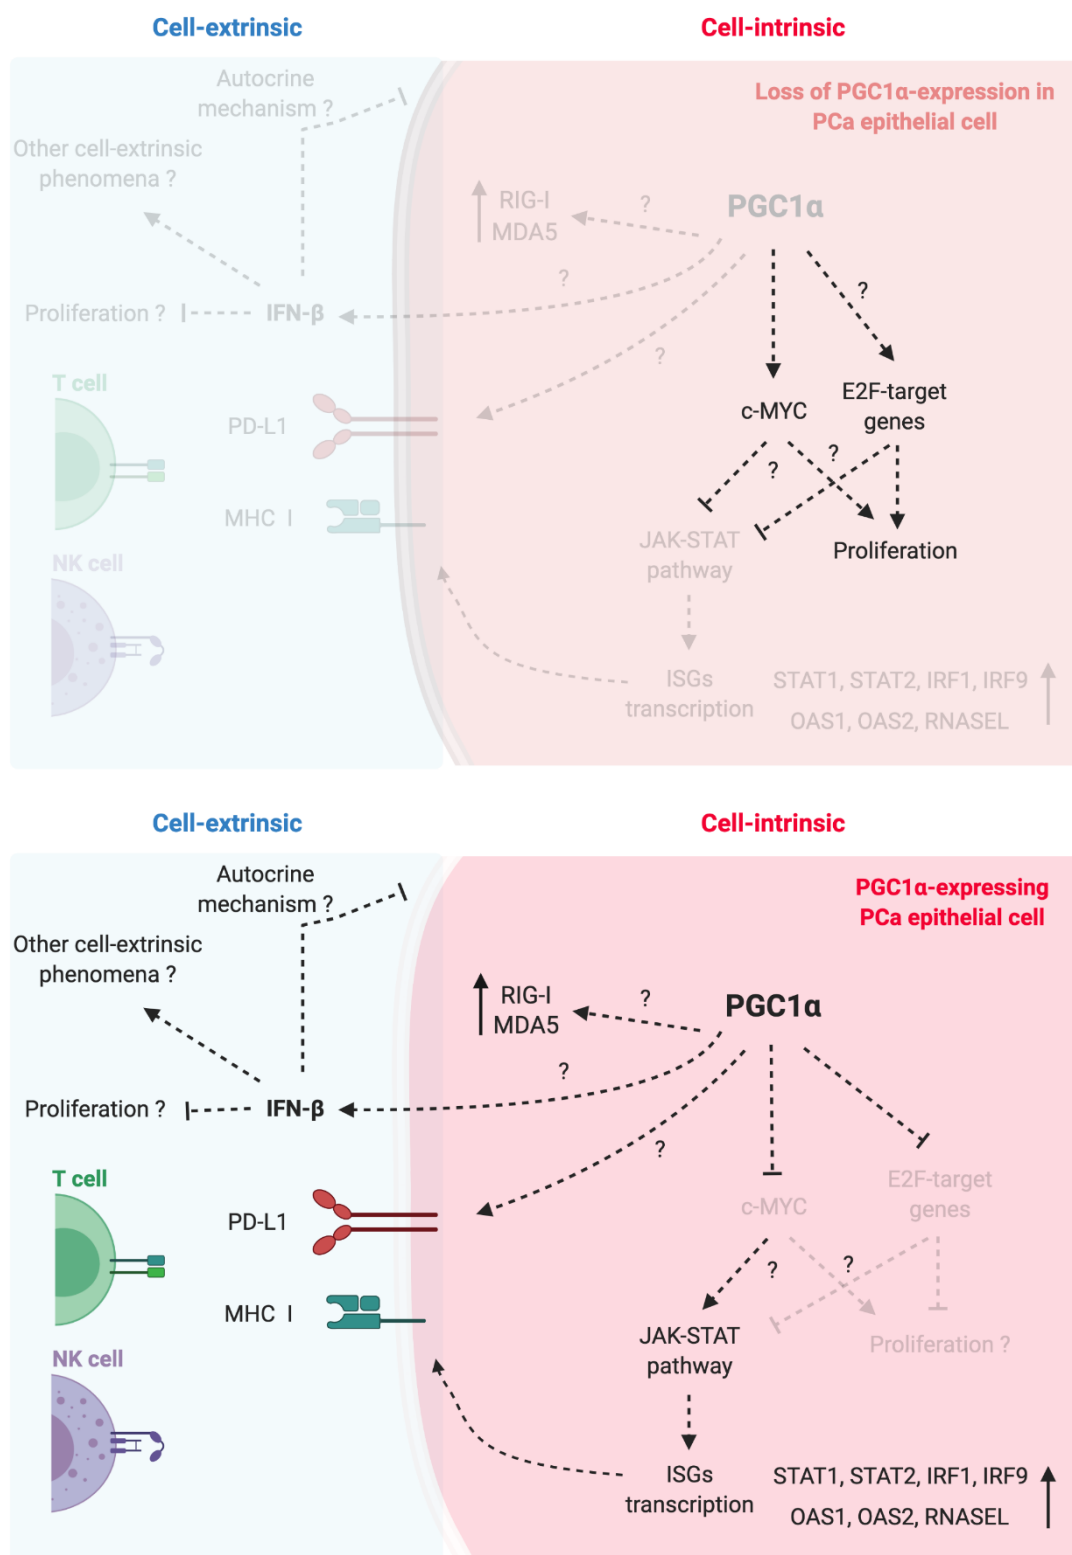 Cell-extrinsic
Cell-intrinsic
Autocrine
mechanism ?
Loss of PGC1α-expression in
PCa epithelial cell
Other cell-extrinsic
phenomena ?
RIG-I
MDA5
?
PGC1α
?
?
Proliferation ?
IFN-β
?
T cell
PD-L1
c-MYC
E2F-target
genes
?
?
MHC I
NK cell
JAK-STAT
pathway
Proliferation
ISGs
transcription
STAT1, STAT2, IRF1, IRF9
OAS1, OAS2, RNASEL
Cell-extrinsic
Cell-intrinsic
Autocrine
mechanism ?
PGC1α-expressing
PCa epithelial cell
Other cell-extrinsic
phenomena ?
RIG-I
MDA5
?
PGC1α
?
Proliferation ?
IFN-β
?
T cell
PD-L1
c-MYC
E2F-target
genes
?
?
MHC I
NK cell
JAK-STAT
pathway
Proliferation ?
ISGs
transcription
STAT1, STAT2, IRF1, IRF9
OAS1, OAS2, RNASEL